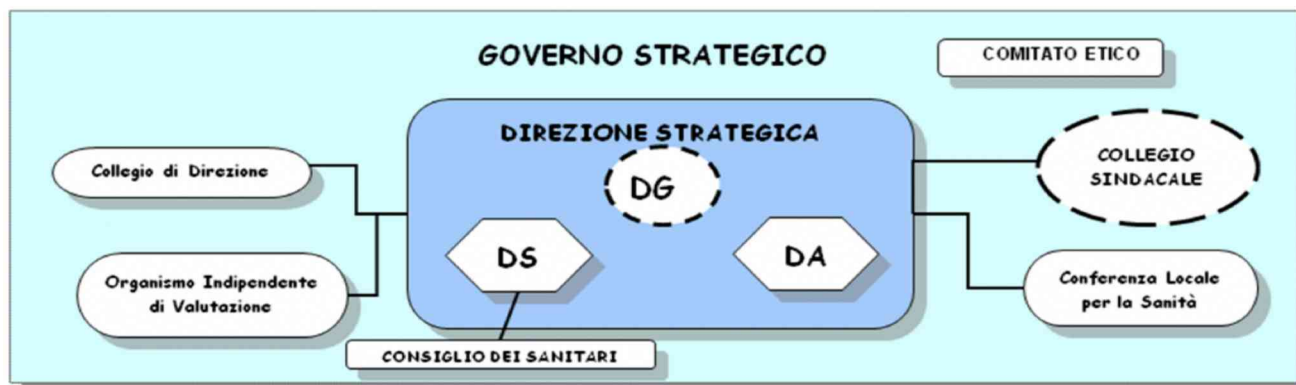 GOVERNO STRATEGICO
COMITATO ETICO
DIREZIONE STRATEGICA
Collegio di Direzione
DG
COLLEGIO
SINDACALE
DS
DA
Organismo Indipendente
di Valutazione
Conferenza Locale
per la Sanità
CONSIGLIO DEI SANITARI